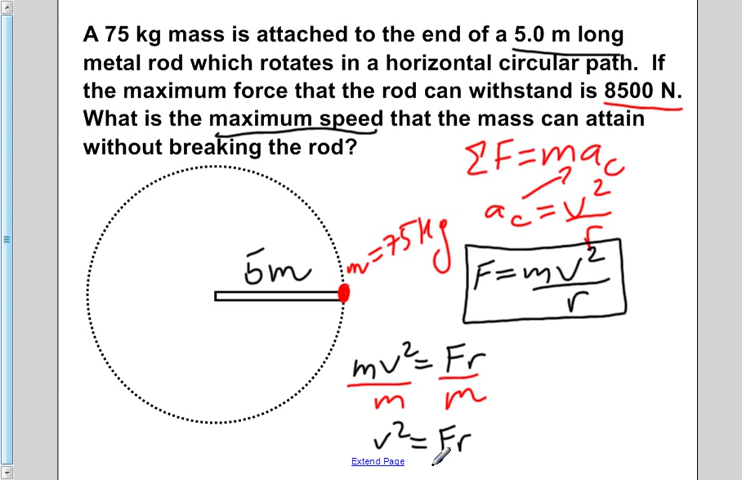 A 75 kg mass is attached to the end of a 5.0 m long
metal rod which rotates in a horizontal circular path. If
the maximum force that the rod can withstand is 8500 N.
What is the maximum speed that the mass can attain
without breaking the rod?
ΣF=ma_c
a_c=v²/r
m=75Kg
5m
F=mv²/r
mv²/m=Fr/m
v²=Fr
Extend Page